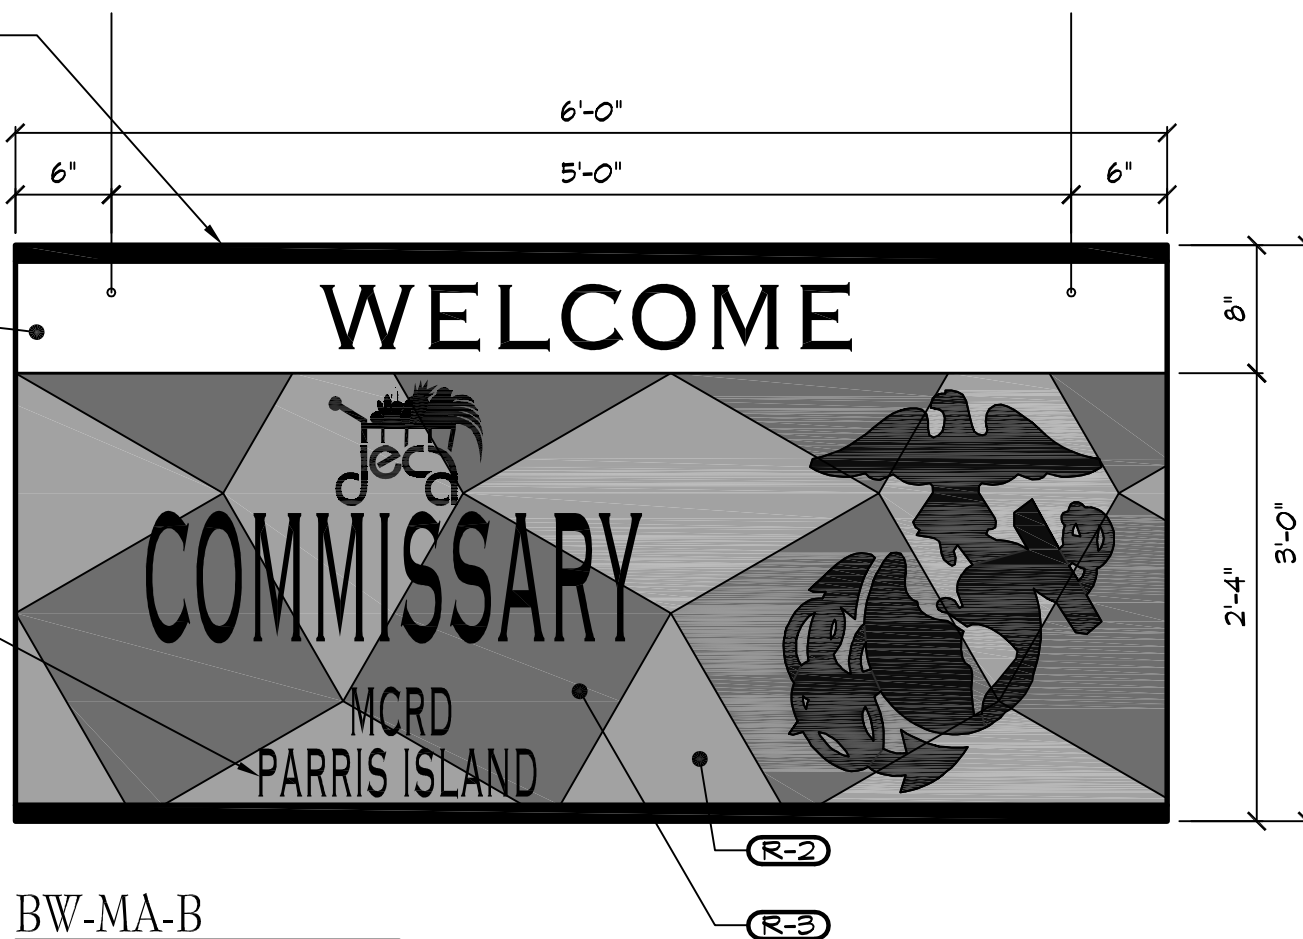 6'-0"
6" 5'-0" 6"
WELCOME
8"
deca
COMMISSARY
3'-0"
2'-4"
MCRD
PARRIS ISLAND
R-2
R-3
BW-MA-B